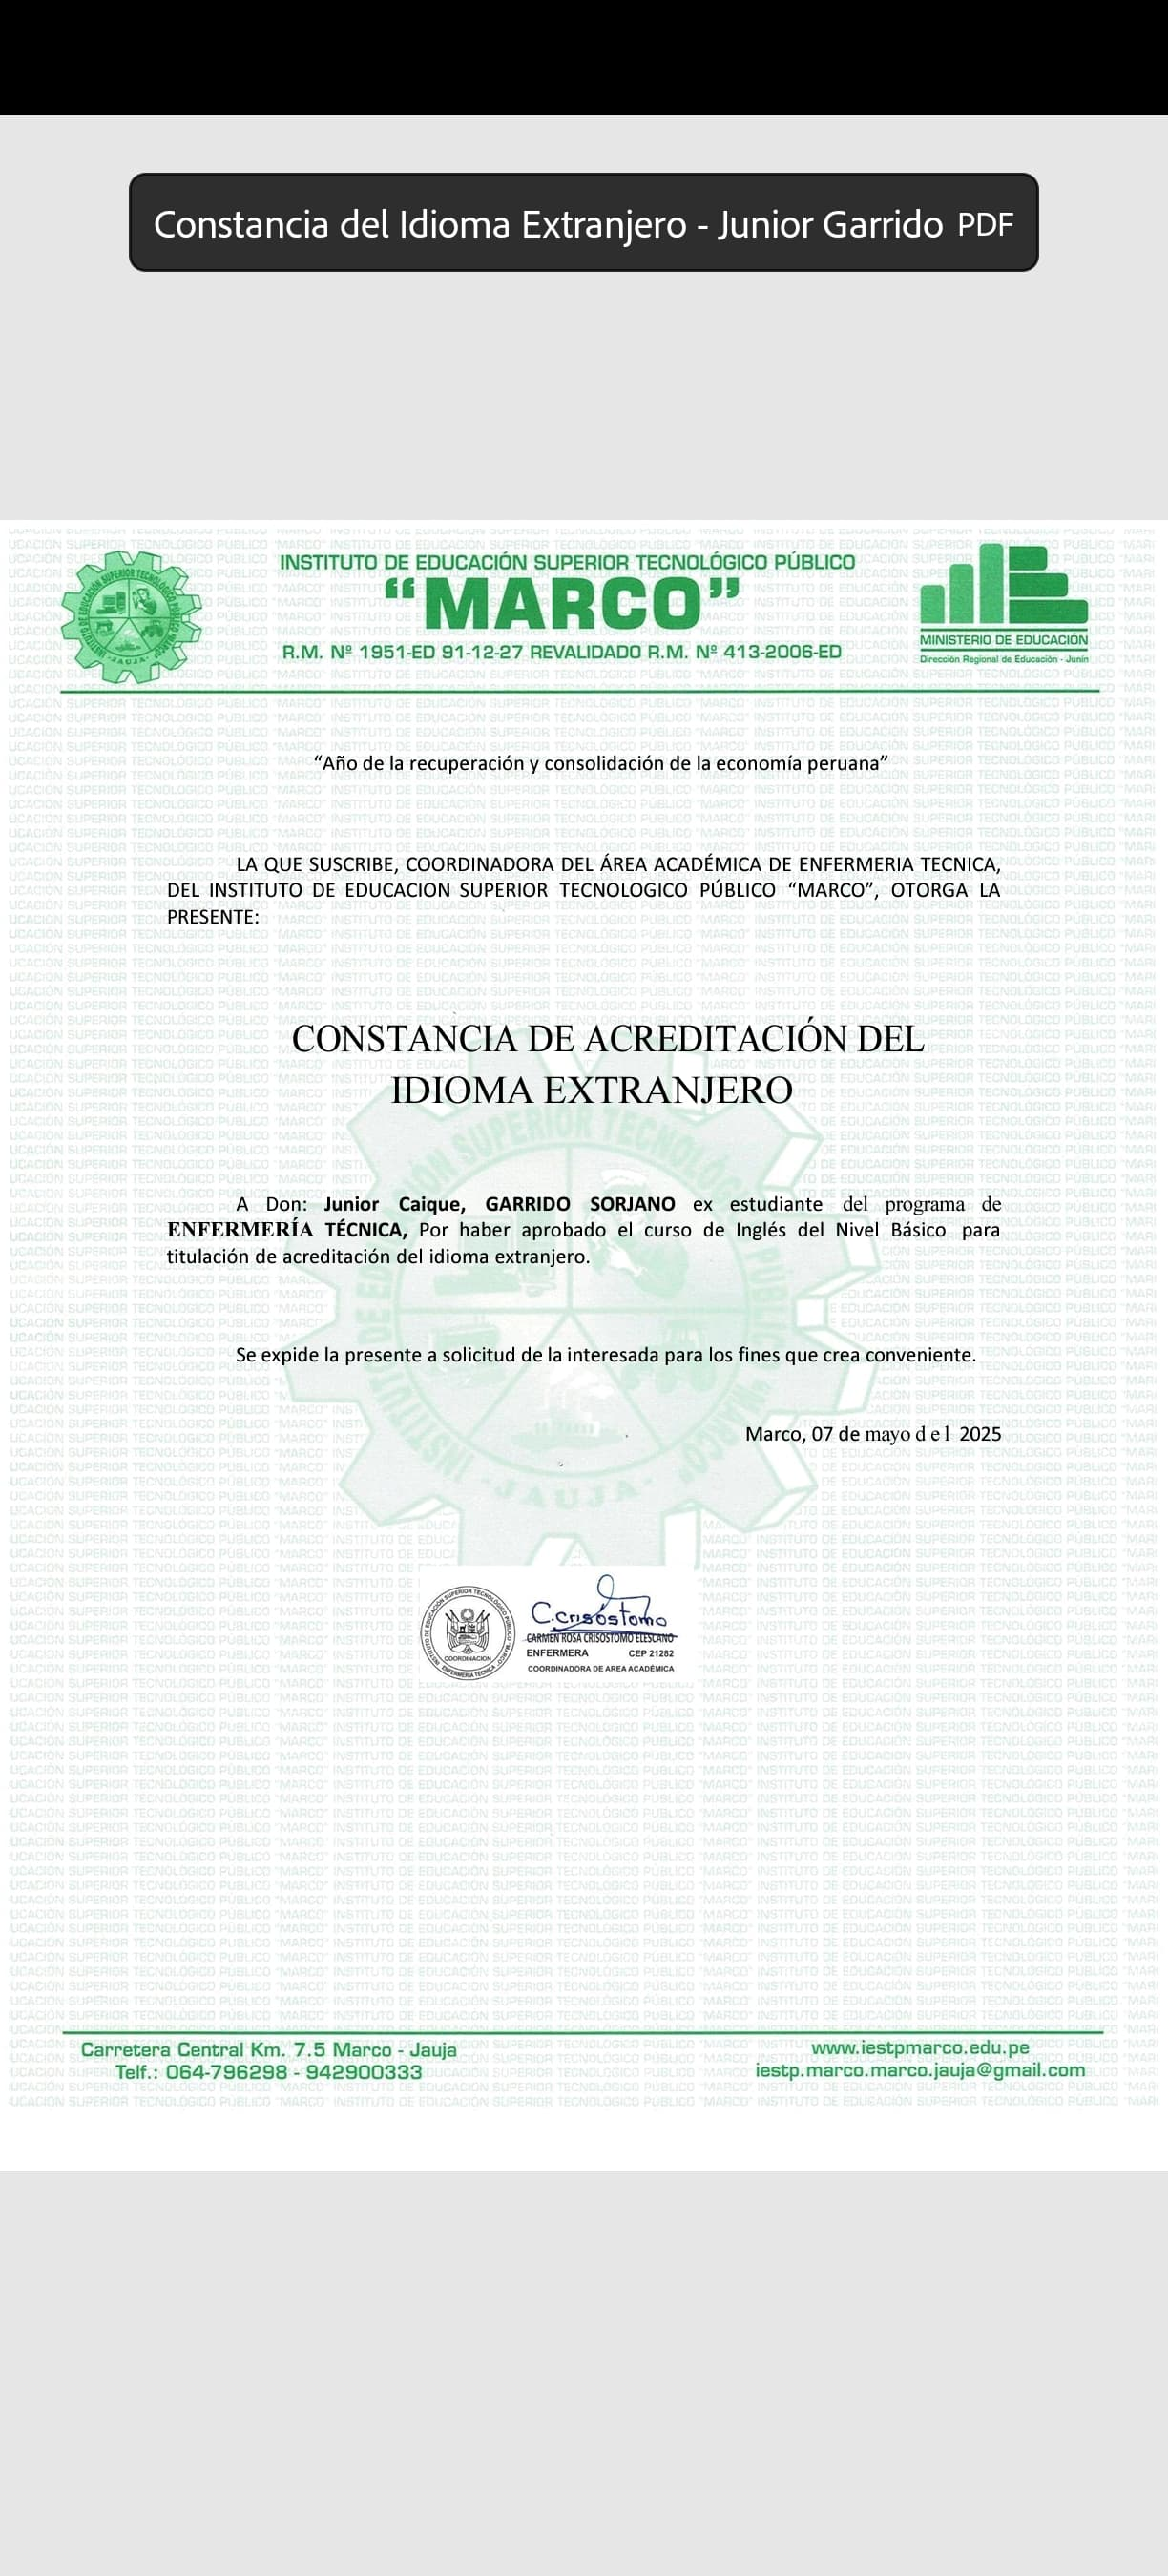 Constancia del Idioma Extranjero - Junior Garrido PDF
INSTITUTO DE EDUCACIÓN SUPERIOR TECNOLÓGICO PÚBLICO
“MARCO”
R.M. Nº 1951-ED 91-12-27 REVALIDADO R.M. Nº 413-2006-ED
MINISTERIO DE EDUCACIÓN
Dirección Regional de Educación - Junín
“Año de la recuperación y consolidación de la economía peruana”
LA QUE SUSCRIBE, COORDINADORA DEL ÁREA ACADÉMICA DE ENFERMERIA TECNICA,
DEL INSTITUTO DE EDUCACION SUPERIOR TECNOLOGICO PÚBLICO “MARCO”, OTORGA LA
PRESENTE:
CONSTANCIA DE ACREDITACIÓN DEL
IDIOMA EXTRANJERO
A Don: Junior Caique, GARRIDO SORJANO ex estudiante del programa de
ENFERMERÍA TÉCNICA, Por haber aprobado el curso de Inglés del Nivel Básico para
titulación de acreditación del idioma extranjero.
Se expide la presente a solicitud de la interesada para los fines que crea conveniente.
Marco, 07 de mayo d e l 2025
JAUJA
C.crisostomo
CARMEN ROSA CRISOSTOMO ELESCANO
ENFERMERA CEP 21282
COORDINADORA DE AREA ACADÉMICA
COORDINACION
Carretera Central Km. 7.5 Marco - Jauja
Telf.: 064-796298 - 942900333
www.iestpmarco.edu.pe
iestp.marco.marco.jauja@gmail.com